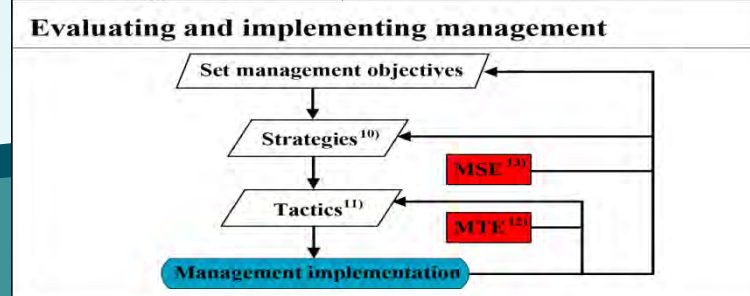 Evaluating and implementing management
Set management objectives
Strategies 10)
MSE 13)
Tactics 11)
MTE 12)
Management implementation